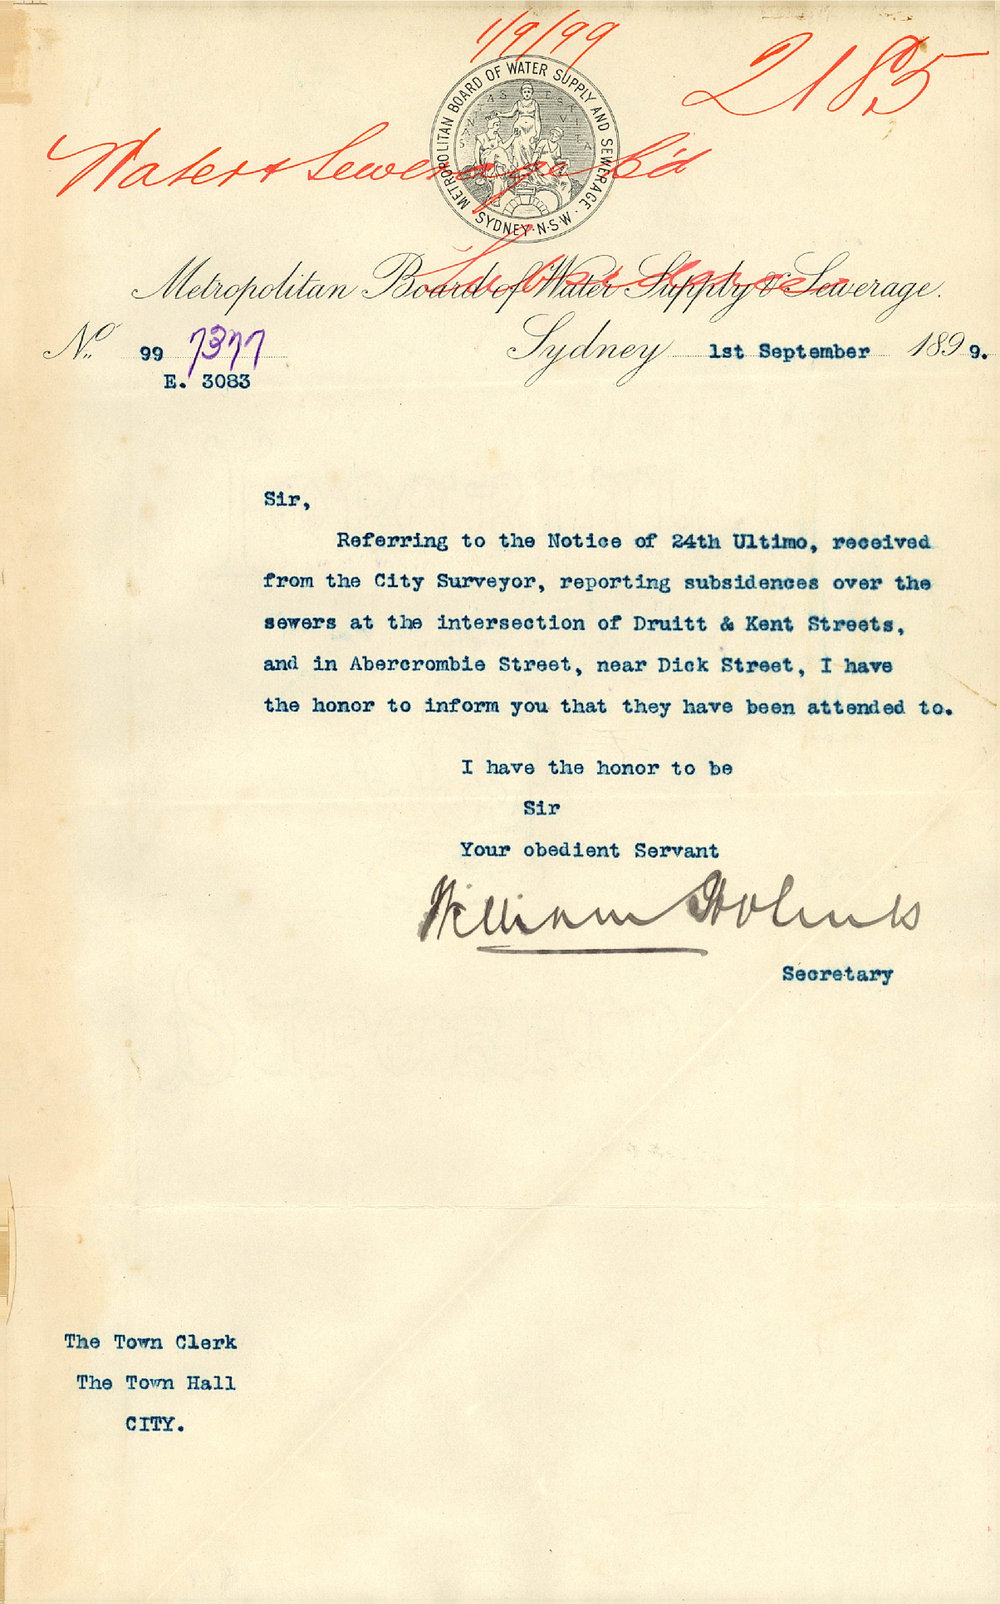 1/9/99
2185
METROPOLITAN BOARD OF WATER SUPPLY AND SEWERAGE.
SYDNEY·N·S·W·
Water & Sewerage B'd
Subsidences
Metropolitan Board of Water Supply & Sewerage.
No. 99 7377
Sydney 1st September 1899.
E. 3083
Sir,
Referring to the Notice of 24th Ultimo, received
from the City Surveyor, reporting subsidences over the
sewers at the intersection of Druitt & Kent Streets,
and in Abercrombie Street, near Dick Street, I have
the honor to inform you that they have been attended to.
I have the honor to be
Sir
Your obedient Servant
William Holmes
Secretary
The Town Clerk
The Town Hall
CITY.